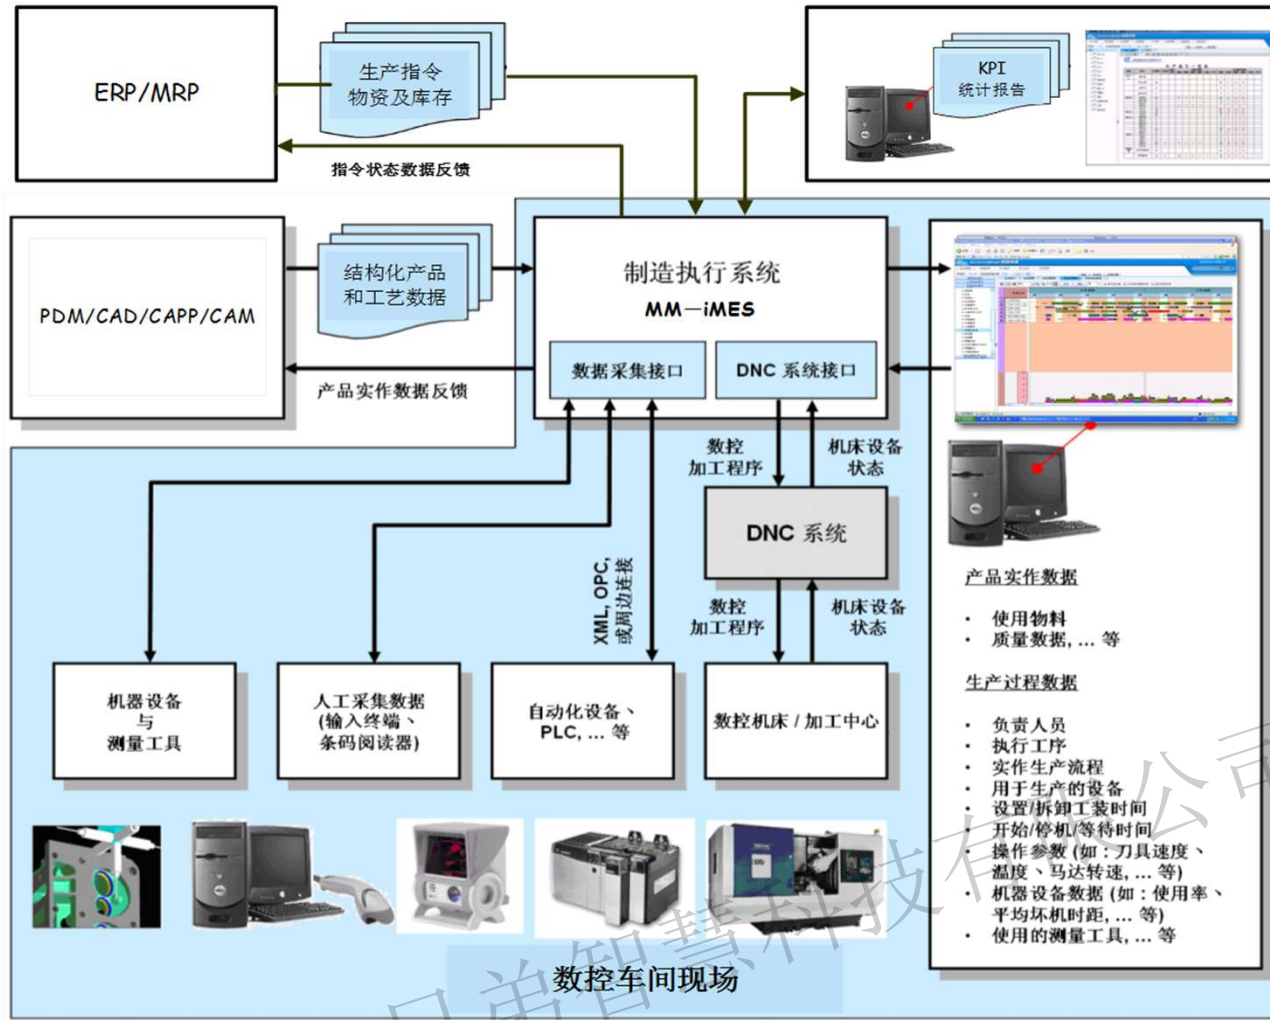 ERP/MRP
生产指令
物资及库存
指令状态数据反馈
KPI
统计报告
PDM/CAD/CAPP/CAM
结构化产品
和工艺数据
产品实作数据反馈
制造执行系统
MM—iMES
数据采集接口
DNC 系统接口
数控
加工程序
机床设备
状态
DNC 系统
XML, OPC,
或周边连接
数控
加工程序
机床设备
状态
机器设备
与
测量工具
人工采集数据
(输入终端、
条码阅读器)
自动化设备、
PLC, ... 等
数控机床 / 加工中心
产品实作数据
• 使用物料
• 质量数据, ... 等
生产过程数据
• 负责人员
• 执行工序
• 实作生产流程
• 用于生产的设备
• 设置/拆卸工装时间
• 开始/停机/等待时间
• 操作参数 (如：刀具速度、
温度、马达转速, ... 等)
• 机器设备数据 (如：使用率、
平均坏机时距, ... 等)
• 使用的测量工具, ... 等
数控车间现场
兄弟智慧科技有限公司